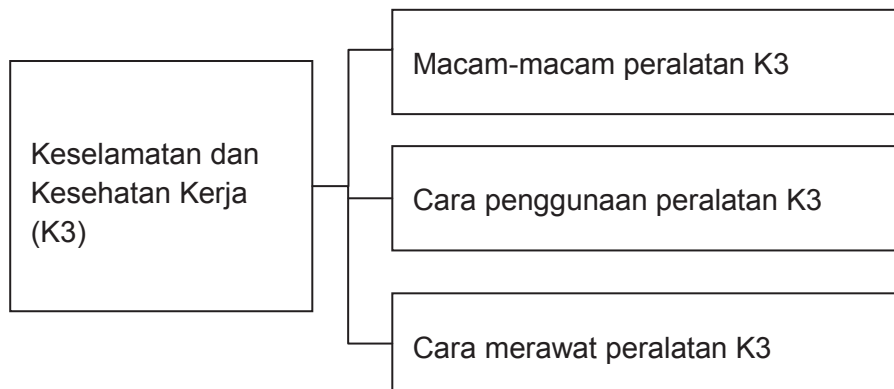 Keselamatan dan
Kesehatan Kerja
(K3)
Macam-macam peralatan K3
Cara penggunaan peralatan K3
Cara merawat peralatan K3